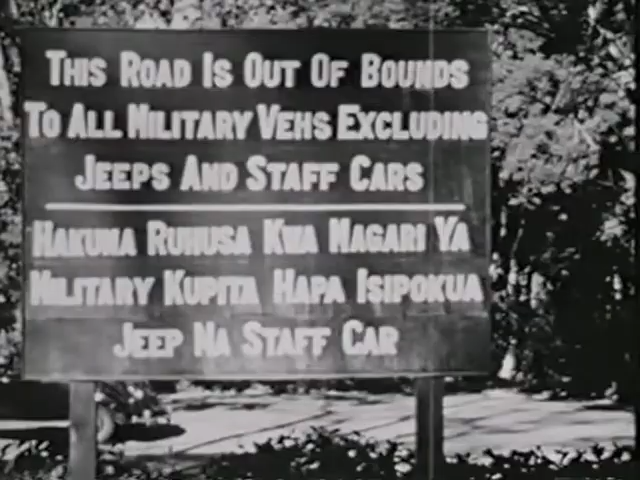 THIS ROAD IS OUT OF BOUNDS
TO ALL MILITARY VEHS EXCLUDING
JEEPS AND STAFF CARS
HAKUNA RUHUSA KWA MAGARI YA
MILITARY KUPITA HAPA ISIPOKUA
JEEP NA STAFF CAR